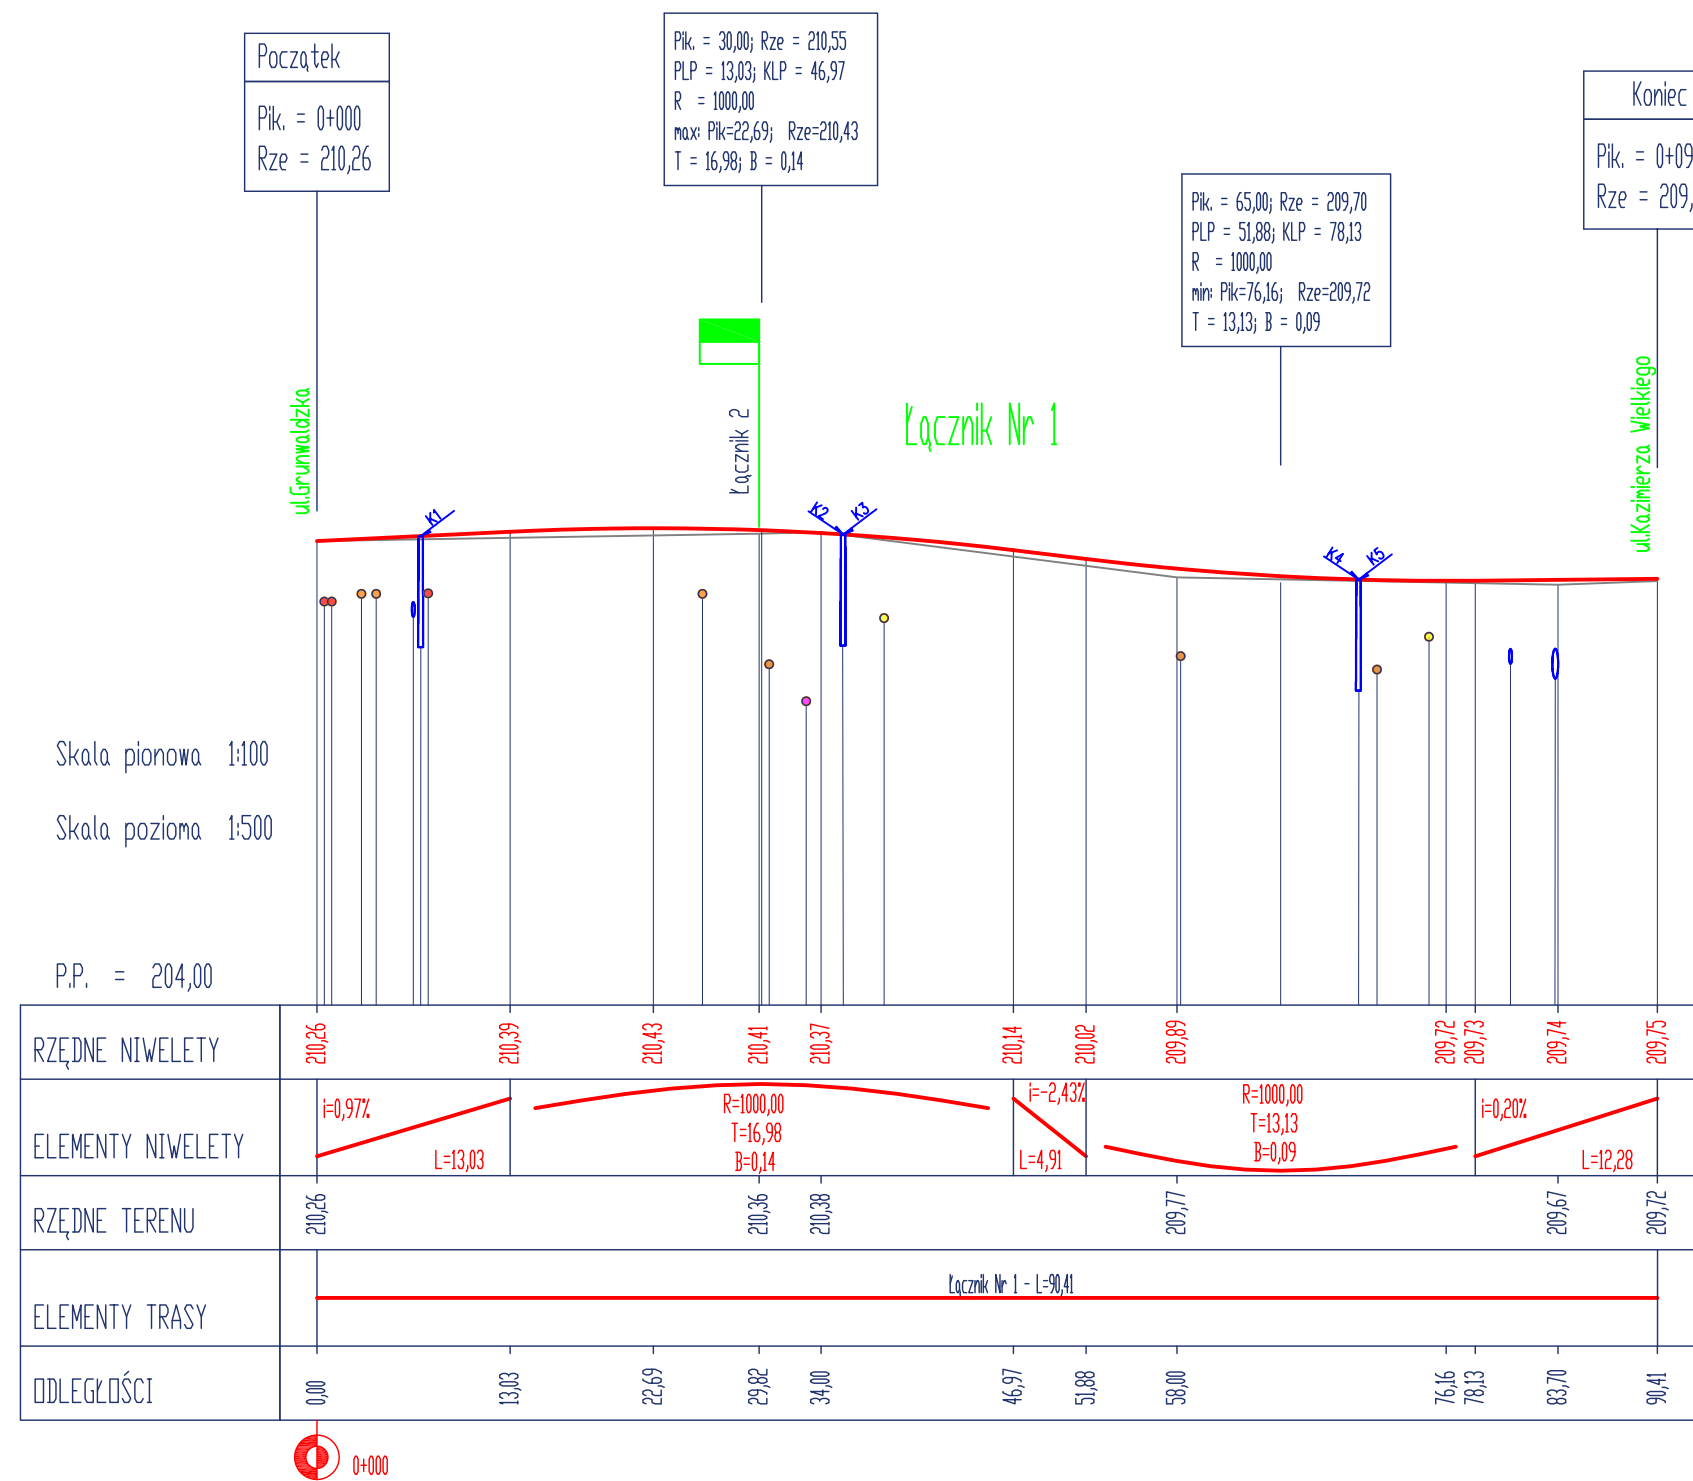 Początek
Pik. = 0+000
Rze = 210,26
Pik. = 30,00; Rze = 210,55
PLP = 13,03; KLP = 46,97
R = 1000,00
max: Pik=22,69; Rze=210,43
T = 16,98; B = 0,14
Pik. = 65,00; Rze = 209,70
PLP = 51,88; KLP = 78,13
R = 1000,00
min: Pik=76,16; Rze=209,72
T = 13,13; B = 0,09
Koniec
Pik. = 0+09
Rze = 209,
ul.Grunwaldzka
Łącznik 2
Łącznik Nr 1
ul.Kazimierza Wielkiego
K1
K2
K3
K4
K5
Skala pionowa 1:100
Skala pozioma 1:500
P.P. = 204,00
RZĘDNE NIWELETY
210,26
210,39
210,43
210,41
210,37
210,14
210,02
209,89
209,72
209,73
209,74
209,75
ELEMENTY NIWELETY
i=0,97%
L=13,03
R=1000,00
T=16,98
B=0,14
i=-2,43%
L=4,91
R=1000,00
T=13,13
B=0,09
i=0,20%
L=12,28
RZĘDNE TERENU
210,26
210,36
210,38
209,77
209,67
209,72
ELEMENTY TRASY
Łącznik Nr 1 - L=90,41
ODLEGŁOŚCI
0,00
13,03
22,69
29,82
34,00
46,97
51,88
58,00
76,16
78,13
83,70
90,41
0+000